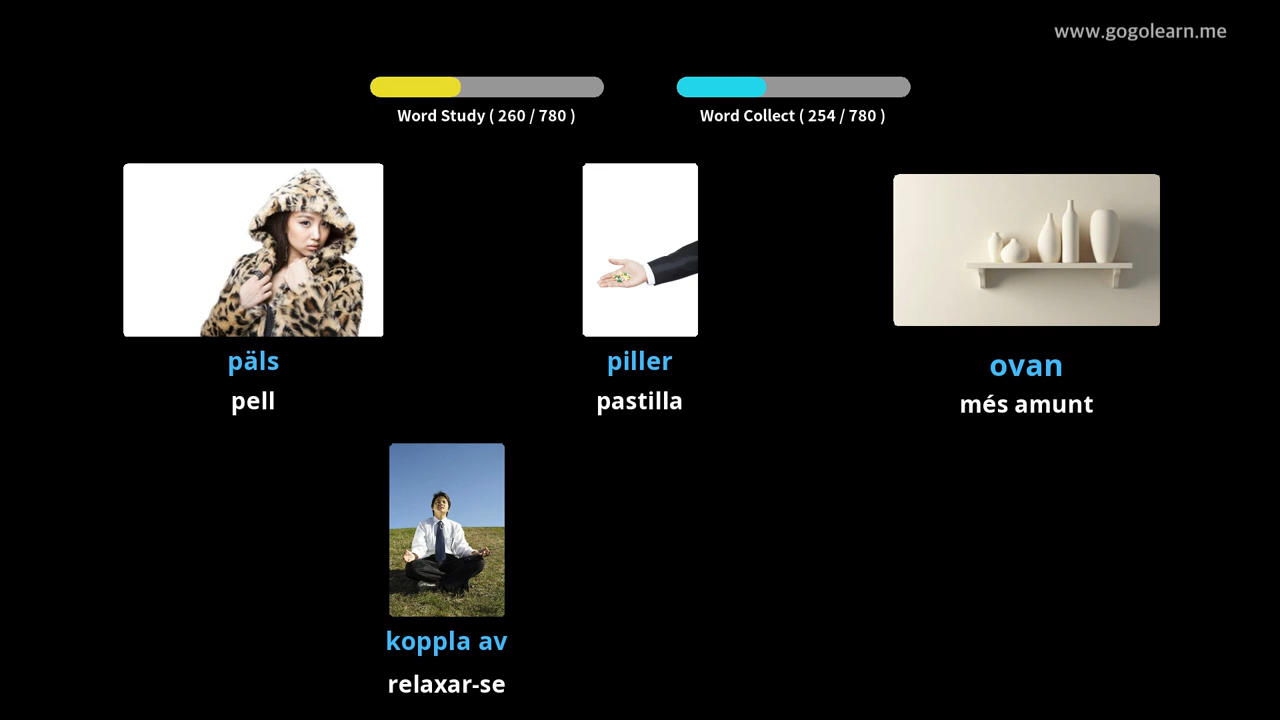 www.gogolearn.me
Word Study ( 260 / 780 )
Word Collect ( 254 / 780 )
päls
pell
piller
pastilla
ovan
més amunt
koppla av
relaxar-se